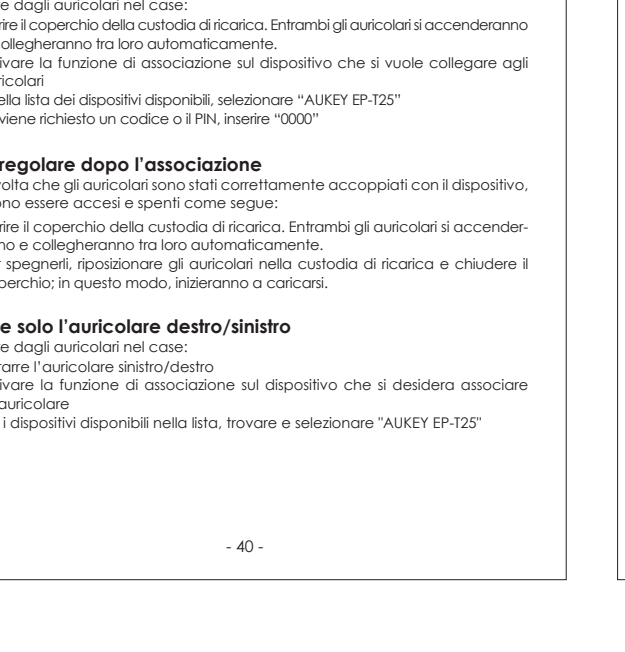 e dagli auricolari nel case:
rire il coperchio della custodia di ricarica. Entrambi gli auricolari si accenderanno
ollegheranno tra loro automaticamente.
ivare la funzione di associazione sul dispositivo che si vuole collegare agli
ricolari
ella lista dei dispositivi disponibili, selezionare “AUKEY EP-T25”
viene richiesto un codice o il PIN, inserire “0000”
regolare dopo l’associazione
volta che gli auricolari sono stati correttamente accoppiati con il dispositivo,
ono essere accesi e spenti come segue:
rire il coperchio della custodia di ricarica. Entrambi gli auricolari si accender-
no e collegheranno tra loro automaticamente.
r spegnerli, riposizionare gli auricolari nella custodia di ricarica e chiudere il
perchio; in questo modo, inizieranno a caricarsi.
e solo l’auricolare destro/sinistro
re dagli auricolari nel case:
rarre l’auricolare sinistro/destro
ivare la funzione di associazione sul dispositivo che si desidera associare
auricolare
i dispositivi disponibili nella lista, trovare e selezionare "AUKEY EP-T25"
- 40 -